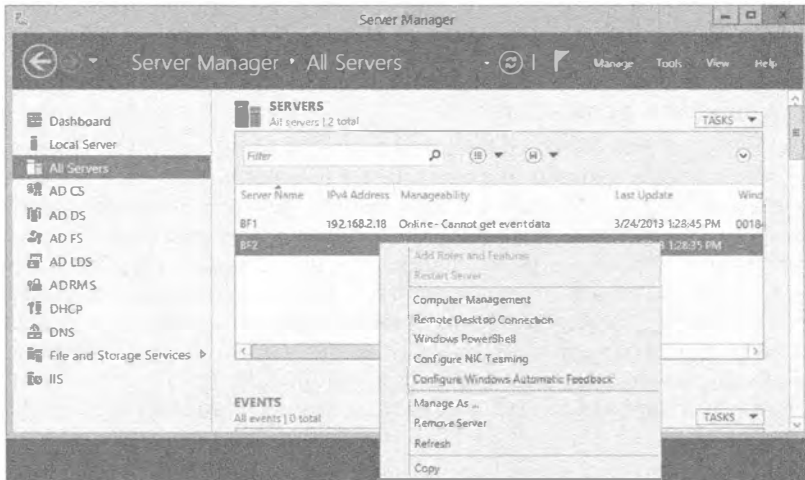 Server Manager
Server Manager • All Servers
Manage Tools View Help
Dashboard
Local Server
All Servers
AD CS
AD DS
AD FS
AD LDS
AD RMS
DHCP
DNS
File and Storage Services
IIS
SERVERS
All servers | 2 total
TASKS
Filter
Server Name IPv4 Address Manageability Last Update Wind
BF1 192.168.2.18 Online - Cannot get event data 3/24/2013 1:28:45 PM 00184
BF2 1:28:35 PM
Add Roles and Features
Restart Server
Computer Management
Remote Desktop Connection
Windows PowerShell
Configure NIC Teaming
Configure Windows Automatic Feedback
Manage As ...
Remove Server
Refresh
Copy
EVENTS
All events | 0 total
TASKS